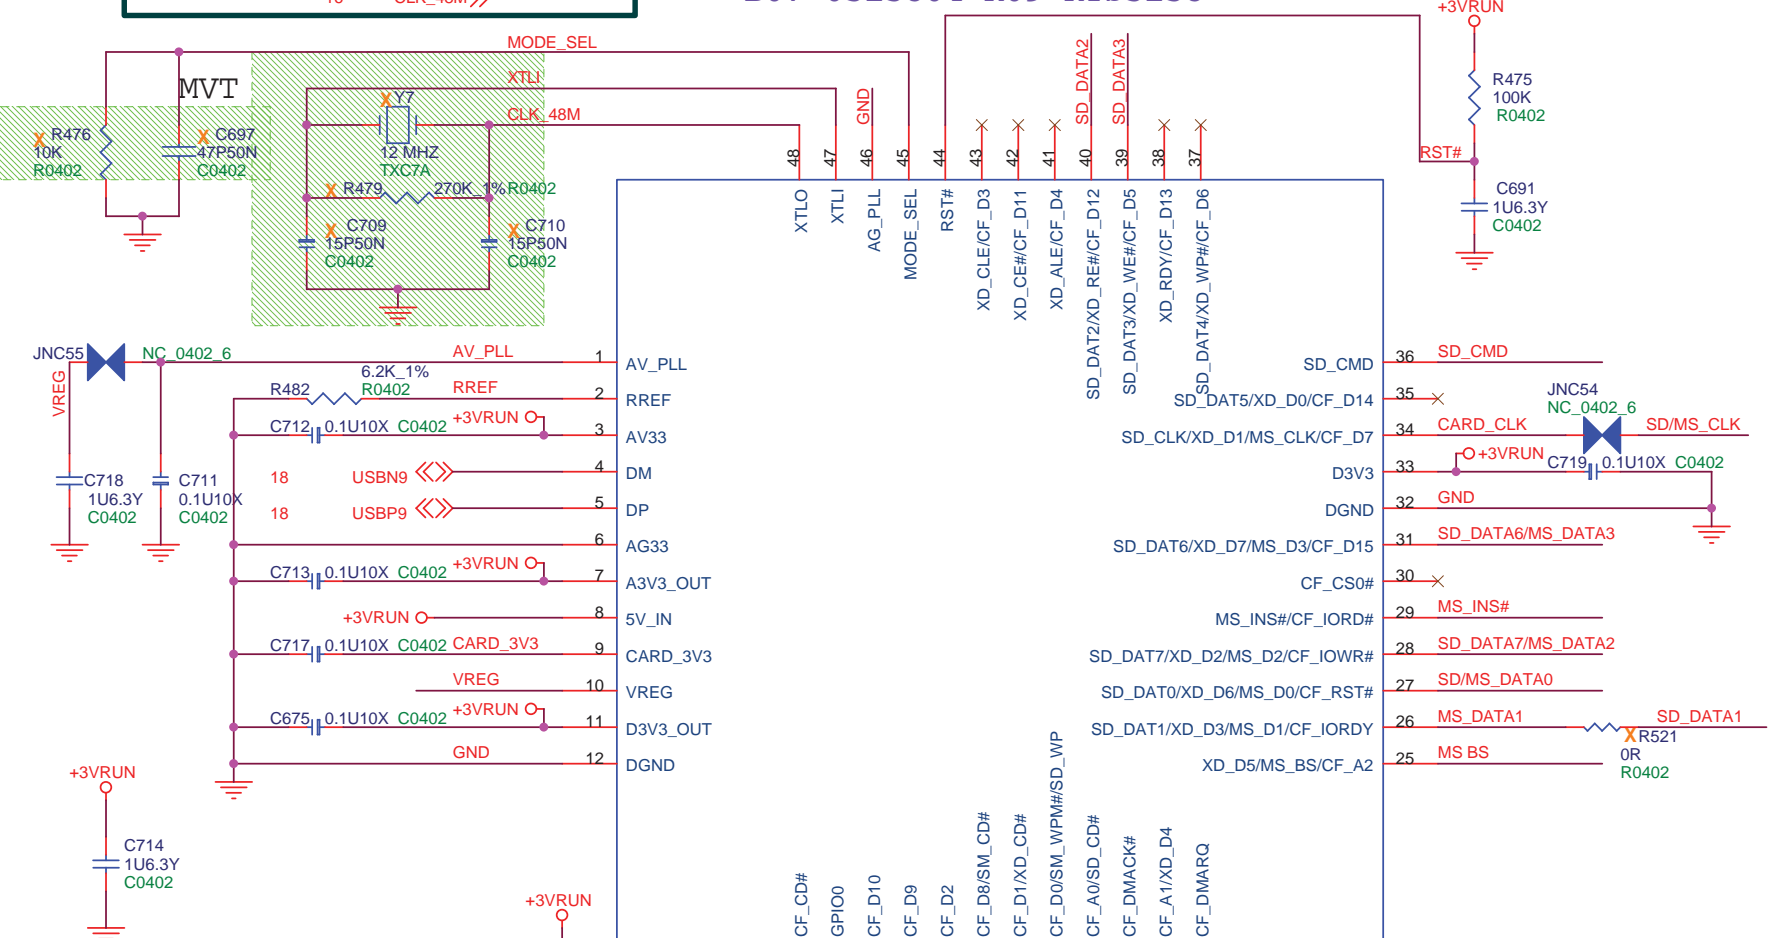 +3VRUN
MODE_SEL
XTLI
CLK_48M
MVT
X Y7
12 MHZ
TXC7A
X R476
10K
R0402
X C697
47P50N
C0402
X R479 270K_1% R0402
X C709
15P50N
C0402
X C710
15P50N
C0402
GND
SD_DATA2
SD_DATA3
48
47
46
45
44
43
42
41
40
39
38
37
XTLO
XTLI
AG_PLL
MODE_SEL
RST#
XD_CLE/CF_D3
XD_CE#/CF_D11
XD_ALE/CF_D4
SD_DAT2/XD_RE#/CF_D12
SD_DAT3/XD_WE#/CF_D5
XD_RDY/CF_D13
SD_DAT4/XD_WP#/CF_D6
R475
100K
R0402
RST#
C691
1U6.3Y
C0402
JNC55 NC_0402_6
VREG
C718
1U6.3Y
C0402
C711
0.1U10X
C0402
AV_PLL 1 AV_PLL
6.2K_1%
R482 R0402 RREF 2 RREF
C712 0.1U10X C0402 +3VRUN 3 AV33
18 USBN9 4 DM
18 USBP9 5 DP
6 AG33
C713 0.1U10X C0402 +3VRUN 7 A3V3_OUT
+3VRUN 8 5V_IN
C717 0.1U10X C0402 CARD_3V3 9 CARD_3V3
VREG 10 VREG
C675 0.1U10X C0402 +3VRUN 11 D3V3_OUT
GND 12 DGND
SD_CMD 36 SD_CMD
SD_DAT5/XD_D0/CF_D14 35
JNC54
NC_0402_6
SD_CLK/XD_D1/MS_CLK/CF_D7 34 CARD_CLK SD/MS_CLK
D3V3 33 +3VRUN C719 0.1U10X C0402
DGND 32 GND
SD_DAT6/XD_D7/MS_D3/CF_D15 31 SD_DATA6/MS_DATA3
CF_CS0# 30
MS_INS#/CF_IORD# 29 MS_INS#
SD_DAT7/XD_D2/MS_D2/CF_IOWR# 28 SD_DATA7/MS_DATA2
SD_DAT0/XD_D6/MS_D0/CF_RST# 27 SD/MS_DATA0
SD_DAT1/XD_D3/MS_D1/CF_IORDY 26 MS_DATA1 SD_DATA1
X R521
0R
R0402
XD_D5/MS_BS/CF_A2 25 MS BS
+3VRUN
C714
1U6.3Y
C0402
+3VRUN
CF_CD#
GPIO0
CF_D10
CF_D9
CF_D2
CF_D8/SM_CD#
CF_D1/XD_CD#
CF_D0/SM_WPM#/SD_WP
CF_A0/SD_CD#
CF_DMACK#
CF_A1/XD_D4
CF_DMARQ